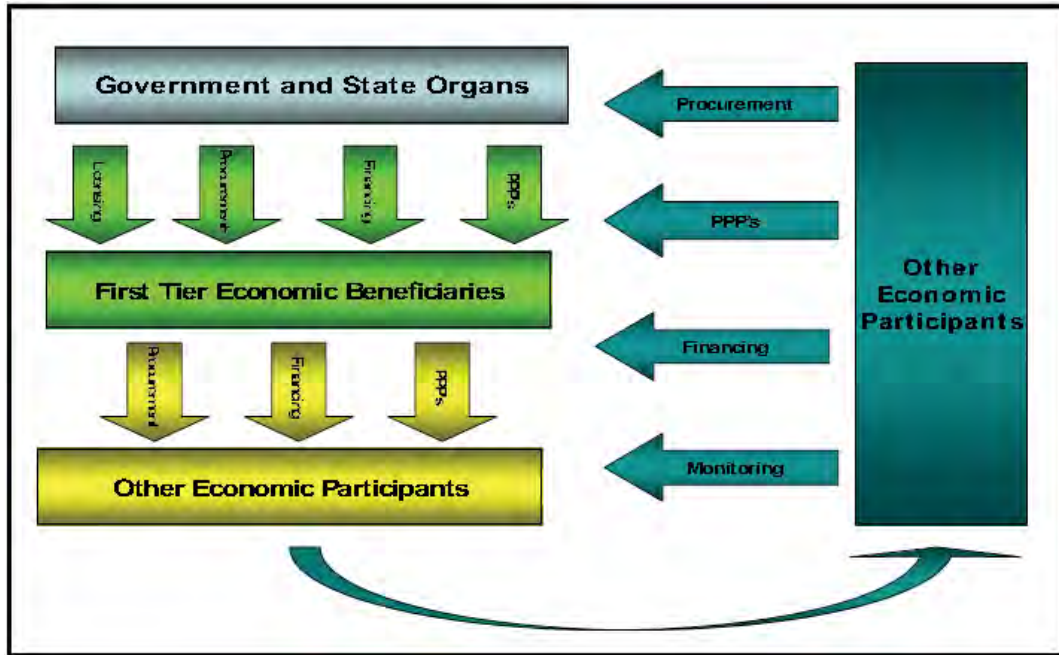 Government and State Organs
Licensing
Procurement
Financing
PPP's
First Tier Economic Beneficiaries
Procurement
Financing
PPP's
Other Economic Participants
Procurement
PPP's
Financing
Monitoring
Other
Economic
Participants